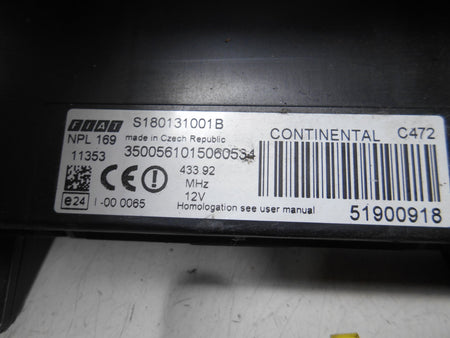 FIAT S180131001B
NPL 169 made in Czech Republic
11353 3500561015060534
CE 433 92
MHz
12V
e24 I -00 0065
Homologation see user manual
CONTINENTAL C472
51900918